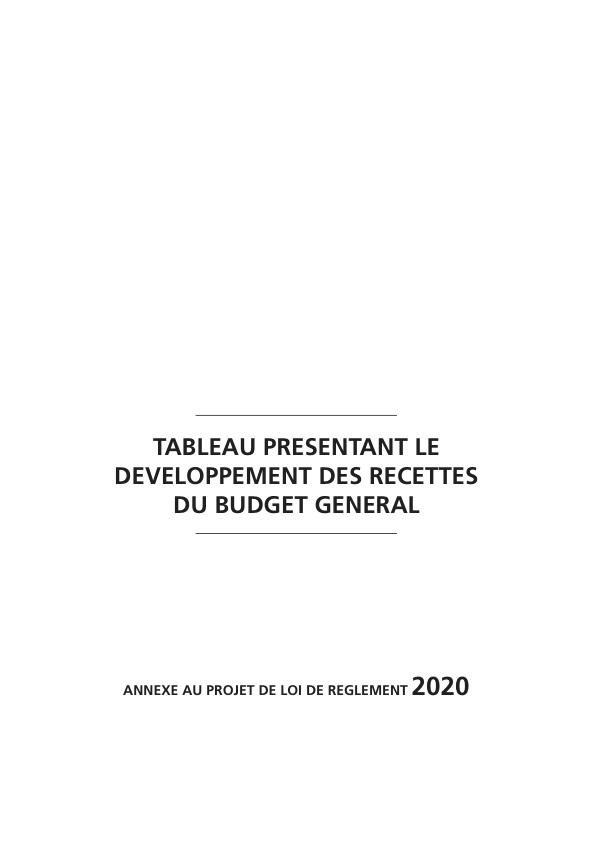 TABLEAU PRESENTANT LE
DEVELOPPEMENT DES RECETTES
DU BUDGET GENERAL
ANNEXE AU PROJET DE LOI DE REGLEMENT 2020